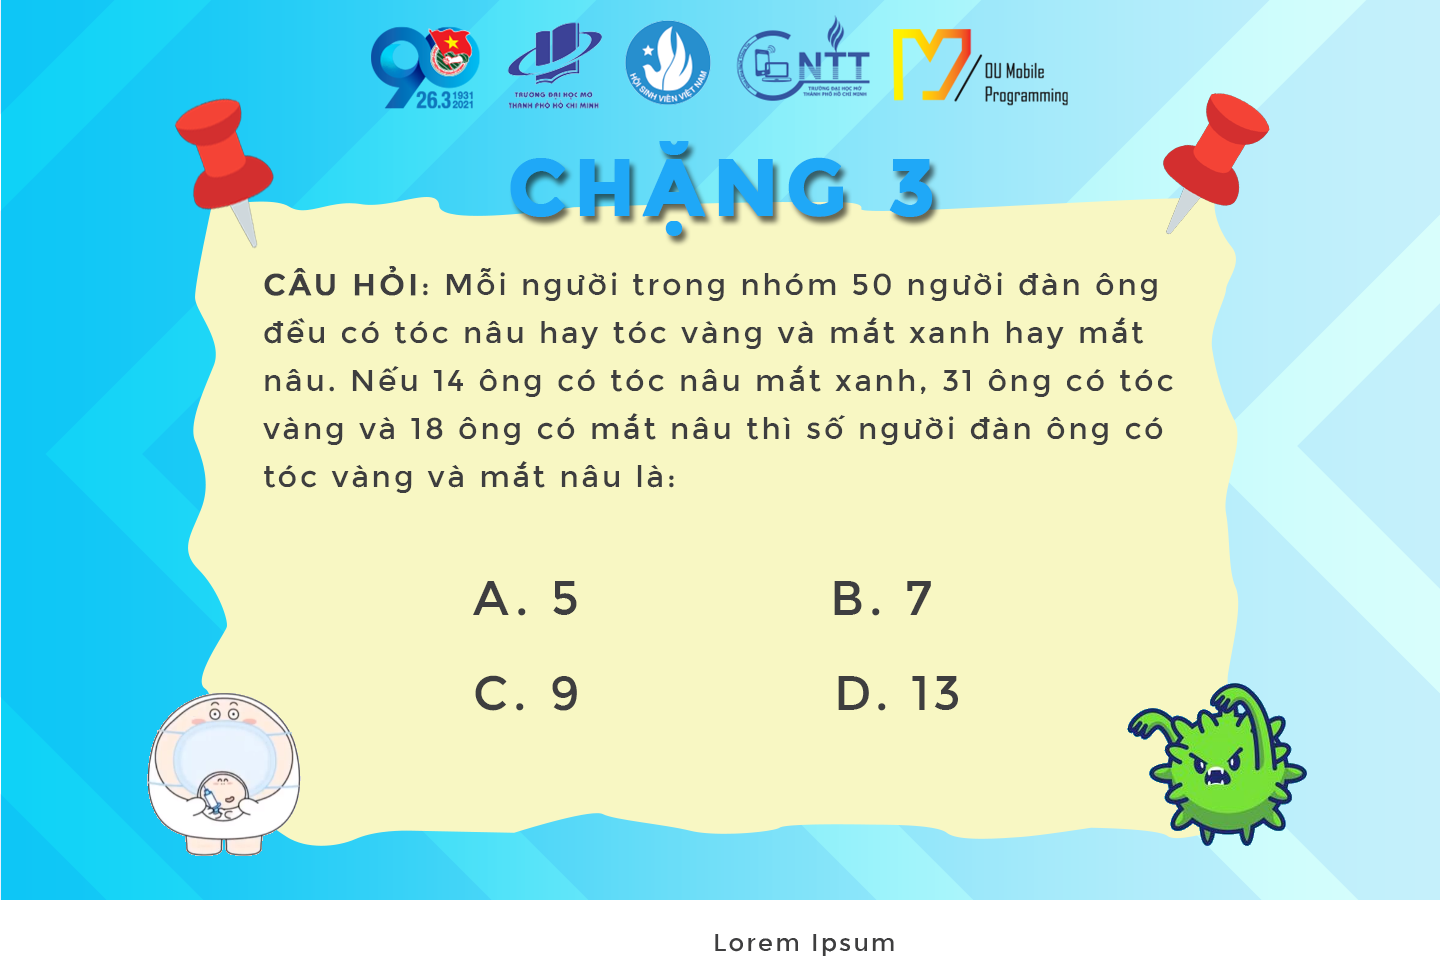 90
26.3 1931
2021
TRƯỜNG ĐẠI HỌC MỞ
THÀNH PHỐ HỒ CHÍ MINH
HỘI SINH VIÊN VIỆT NAM
NTT
TRƯỜNG ĐẠI HỌC MỞ
THÀNH PHỐ HỒ CHÍ MINH
OU Mobile
Programming
CHẶNG 3
CÂU HỎI: Mỗi người trong nhóm 50 người đàn ông
đều có tóc nâu hay tóc vàng và mắt xanh hay mắt
nâu. Nếu 14 ông có tóc nâu mắt xanh, 31 ông có tóc
vàng và 18 ông có mắt nâu thì số người đàn ông có
tóc vàng và mắt nâu là:
A. 5 B. 7
C. 9 D. 13
Lorem Ipsum